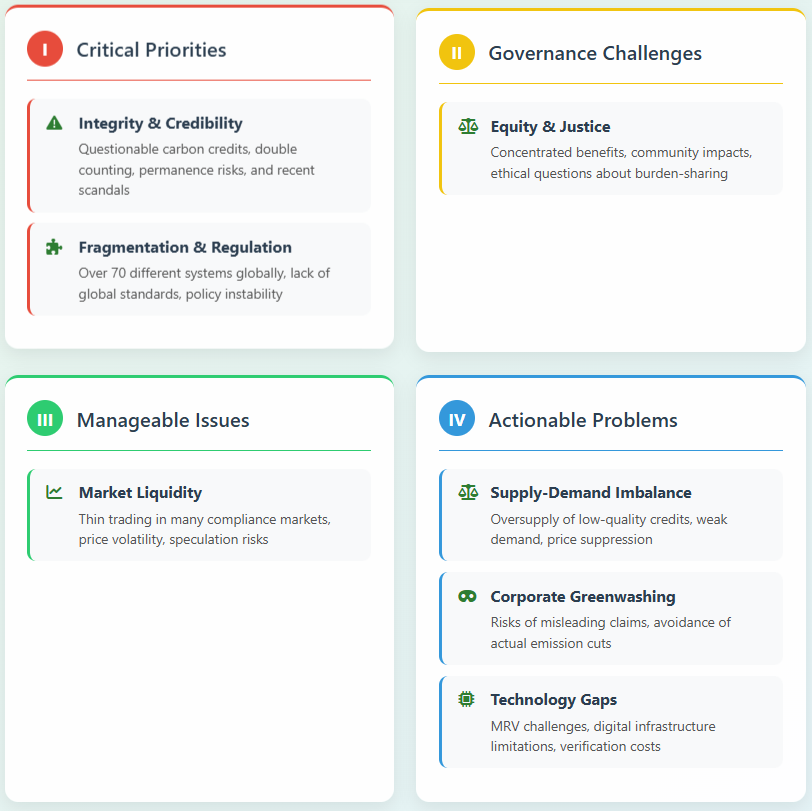 I
Critical Priorities
Integrity & Credibility
Questionable carbon credits, double
counting, permanence risks, and recent
scandals
Fragmentation & Regulation
Over 70 different systems globally, lack of
global standards, policy instability
II
Governance Challenges
Equity & Justice
Concentrated benefits, community impacts,
ethical questions about burden-sharing
III
Manageable Issues
Market Liquidity
Thin trading in many compliance markets,
price volatility, speculation risks
IV
Actionable Problems
Supply-Demand Imbalance
Oversupply of low-quality credits, weak
demand, price suppression
Corporate Greenwashing
Risks of misleading claims, avoidance of
actual emission cuts
Technology Gaps
MRV challenges, digital infrastructure
limitations, verification costs